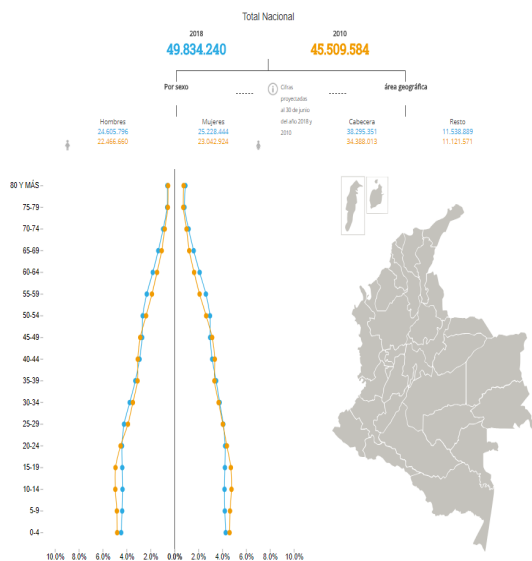 Total Nacional
2018 2010
49.834.240 45.509.584
Por sexo
Cifras
proyectadas
al 30 de junio
del año 2018 y
2010
área geográfica
Hombres Mujeres Cabecera Resto
24.605.796 25.228.444 38.295.351 11.538.889
22.466.660 23.042.924 34.388.013 11.121.571
80 Y MÁS
75-79
70-74
65-69
60-64
55-59
50-54
45-49
40-44
35-39
30-34
25-29
20-24
15-19
10-14
5-9
0-4
10.0% 8.0% 6.0% 4.0% 2.0% 0.0% 2.0% 4.0% 6.0% 8.0% 10.0%